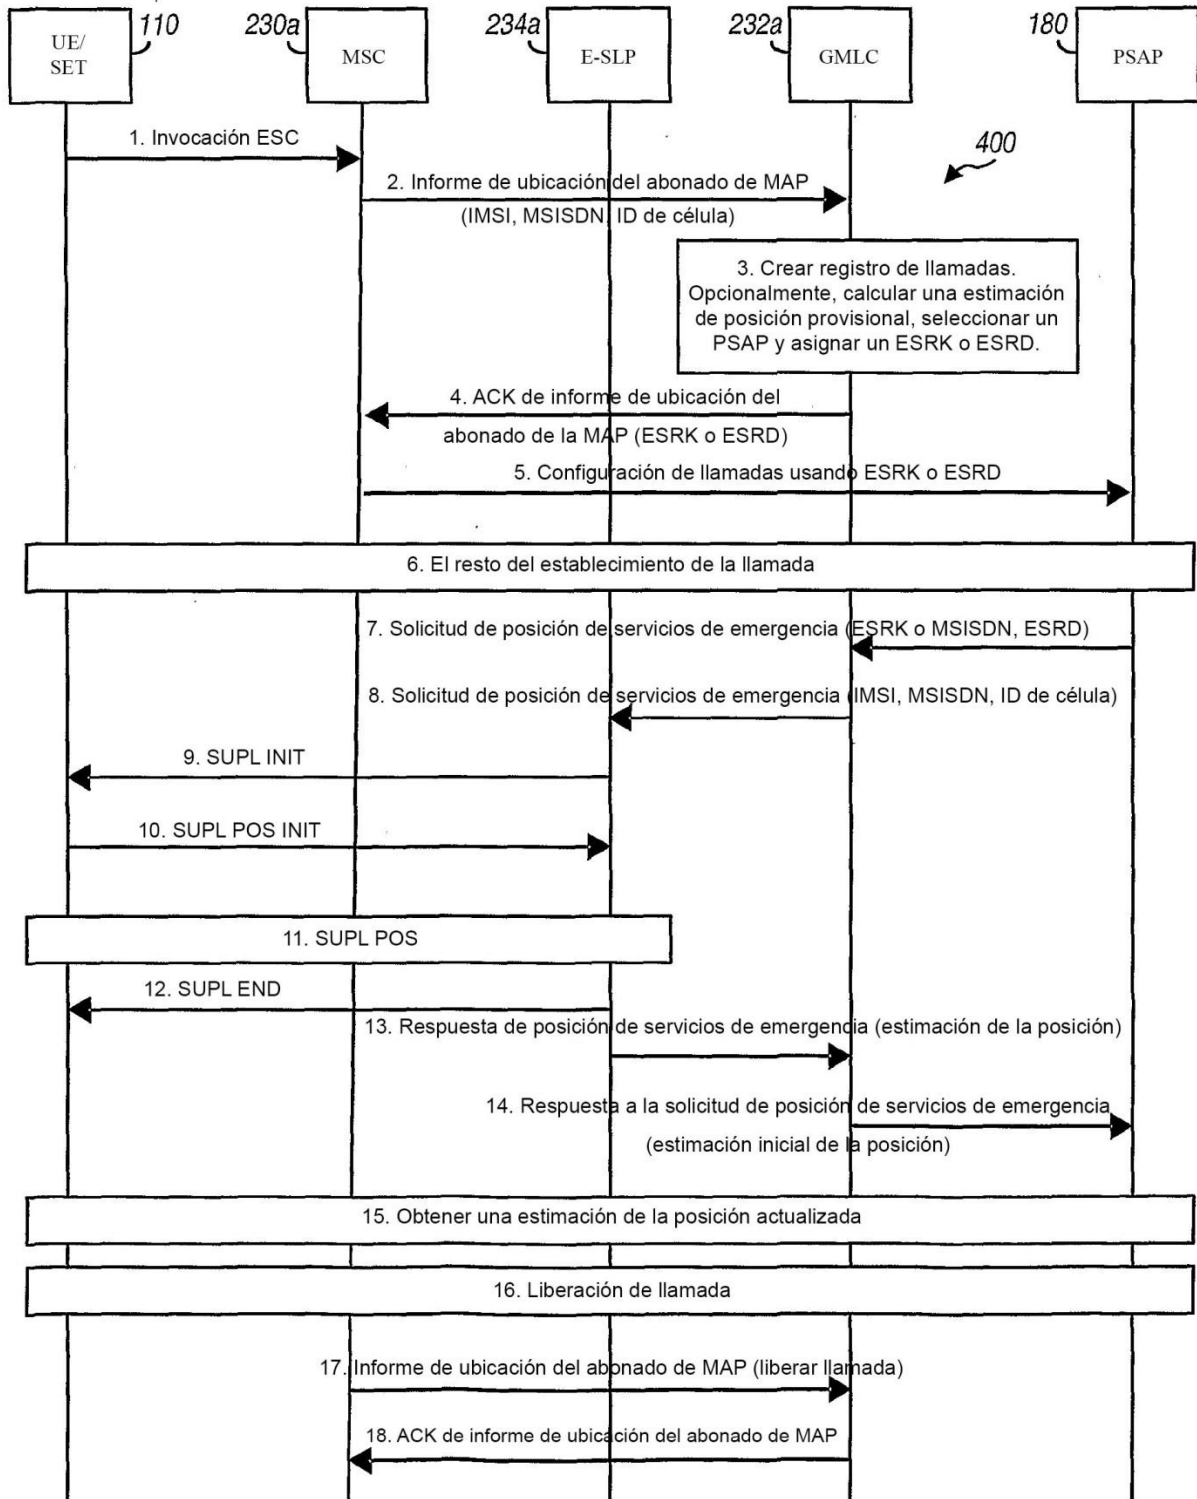 110
230a
234a
232a
180
UE/
SET
MSC
E-SLP
GMLC
PSAP
1. Invocación ESC
400
2. Informe de ubicación del abonado de MAP
(IMSI, MSISDN, ID de célula)
3. Crear registro de llamadas.
Opcionalmente, calcular una estimación
de posición provisional, seleccionar un
PSAP y asignar un ESRK o ESRD.
4. ACK de informe de ubicación del
abonado de la MAP (ESRK o ESRD)
5. Configuración de llamadas usando ESRK o ESRD
6. El resto del establecimiento de la llamada
7. Solicitud de posición de servicios de emergencia (ESRK o MSISDN, ESRD)
8. Solicitud de posición de servicios de emergencia (IMSI, MSISDN, ID de célula)
9. SUPL INIT
10. SUPL POS INIT
11. SUPL POS
12. SUPL END
13. Respuesta de posición de servicios de emergencia (estimación de la posición)
14. Respuesta a la solicitud de posición de servicios de emergencia
(estimación inicial de la posición)
15. Obtener una estimación de la posición actualizada
16. Liberación de llamada
17. Informe de ubicación del abonado de MAP (liberar llamada)
18. ACK de informe de ubicación del abonado de MAP